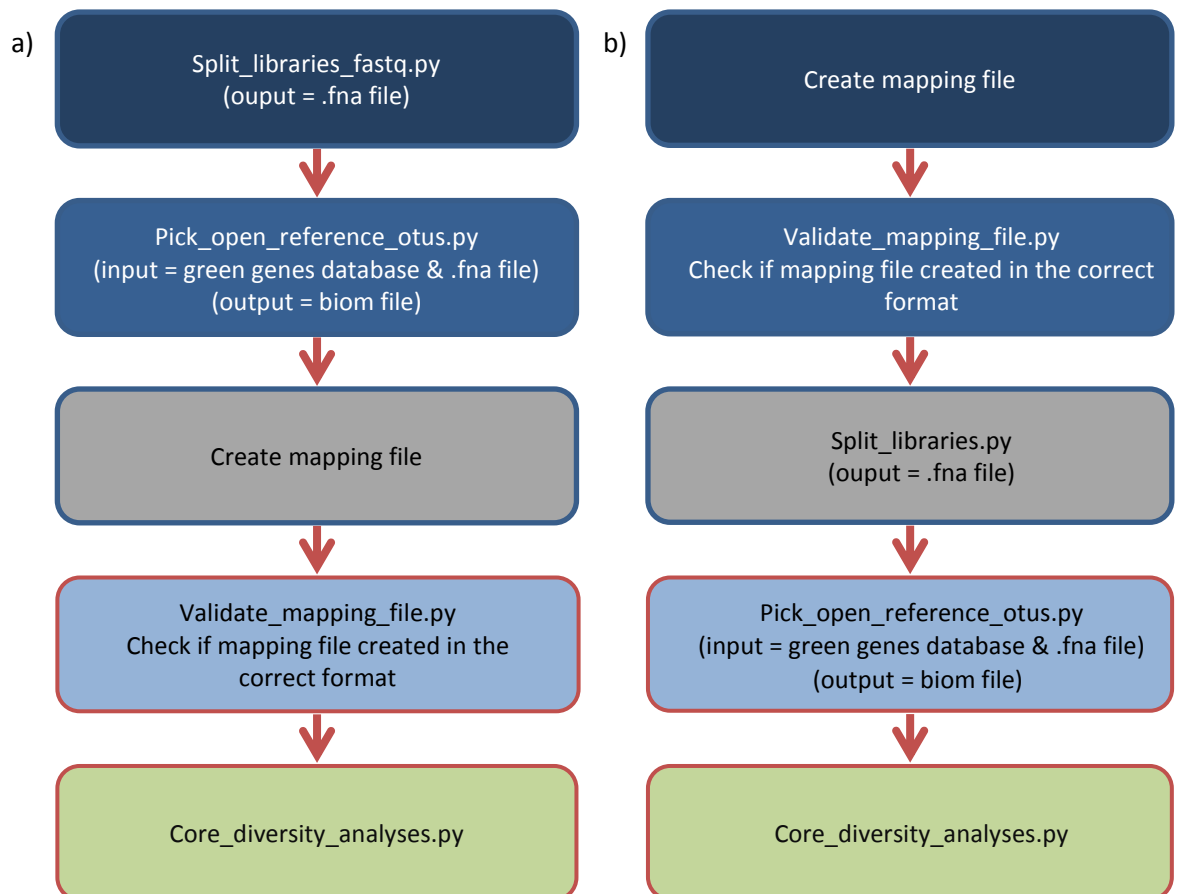 a)
Split_libraries_fastq.py
(ouput = .fna file)
Pick_open_reference_otus.py
(input = green genes database & .fna file)
(output = biom file)
Create mapping file
Validate_mapping_file.py
Check if mapping file created in the
correct format
Core_diversity_analyses.py
b)
Create mapping file
Validate_mapping_file.py
Check if mapping file created in the correct
format
Split_libraries.py
(ouput = .fna file)
Pick_open_reference_otus.py
(input = green genes database & .fna file)
(output = biom file)
Core_diversity_analyses.py